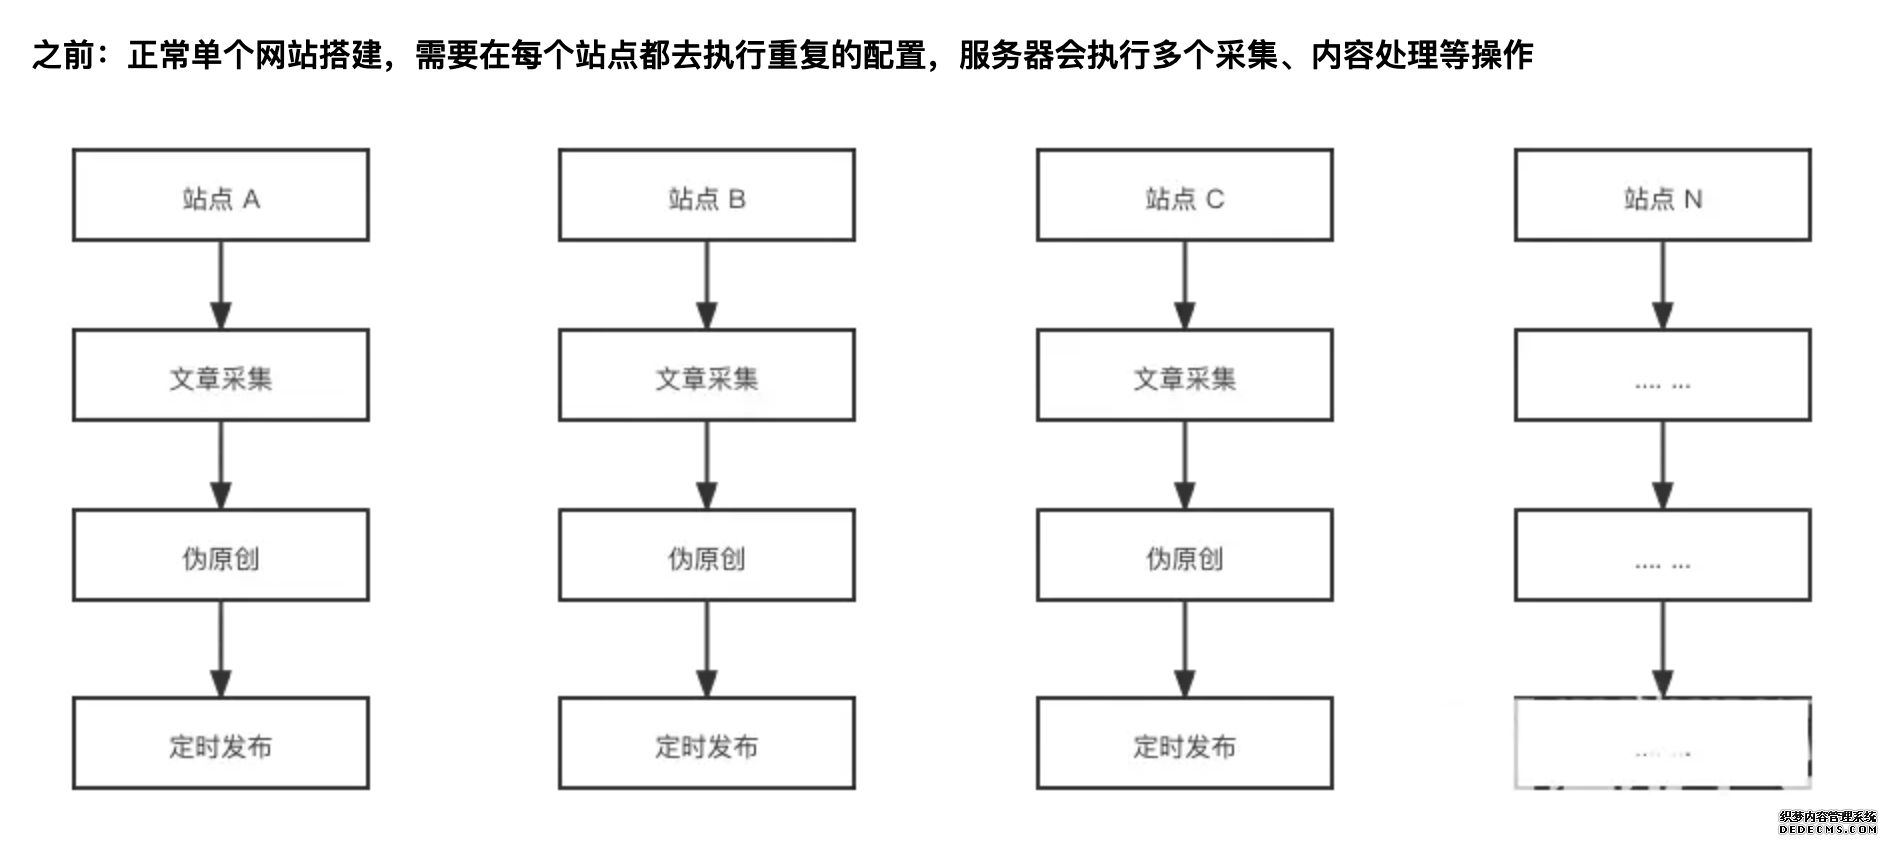 之前：正常单个网站搭建，需要在每个站点都去执行重复的配置，服务器会执行多个采集、内容处理等操作
站点 A
站点 B
站点 C
站点 N
文章采集
文章采集
文章采集
.... ...
伪原创
伪原创
伪原创
.... ...
定时发布
定时发布
定时发布
.... ...
织梦内容管理系统
DEDECMS.COM